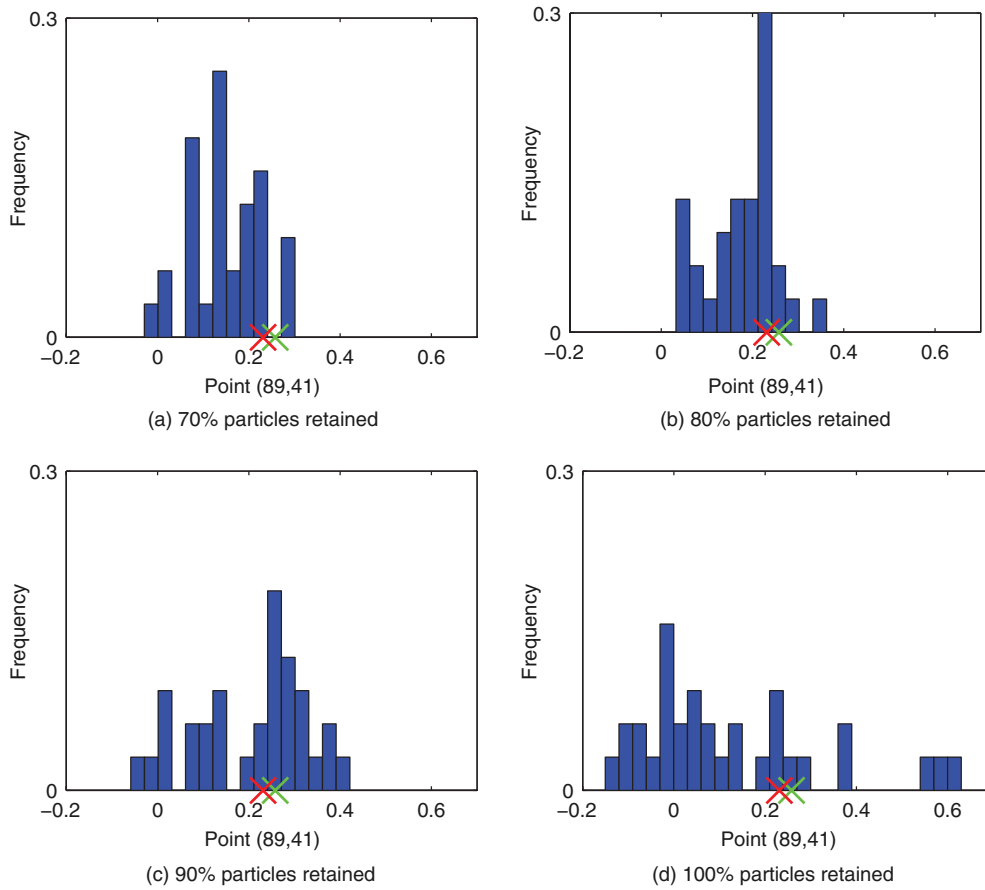 0.3
Frequency
0
−0.2
0
0.2
0.4
0.6
Point (89,41)
(a) 70% particles retained
0.3
Frequency
0
−0.2
0
0.2
0.4
0.6
Point (89,41)
(b) 80% particles retained
0.3
Frequency
0
−0.2
0
0.2
0.4
0.6
Point (89,41)
(c) 90% particles retained
0.3
Frequency
0
−0.2
0
0.2
0.4
0.6
Point (89,41)
(d) 100% particles retained